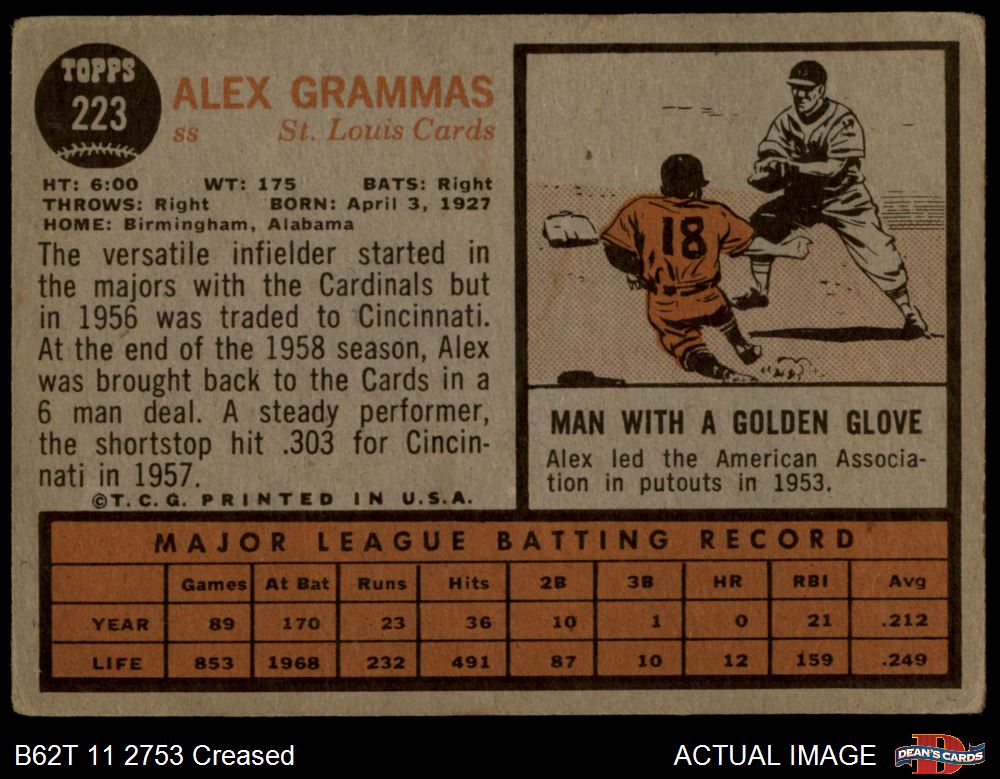 TOPPS
223
ALEX GRAMMAS
ss St. Louis Cards
HT: 6:00 WT: 175 BATS: Right
THROWS: Right BORN: April 3, 1927
HOME: Birmingham, Alabama
The versatile infielder started in
the majors with the Cardinals but
in 1956 was traded to Cincinnati.
At the end of the 1958 season, Alex
was brought back to the Cards in a
6 man deal. A steady performer,
the shortstop hit .303 for Cincin-
nati in 1957.
©T.C.G. PRINTED IN U.S.A.
18
MAN WITH A GOLDEN GLOVE
Alex led the American Associa-
tion in putouts in 1953.
MAJOR LEAGUE BATTING RECORD
Games At Bat Runs Hits 2B 3B HR RBI Avg
YEAR 89 170 23 36 10 1 0 21 .212
LIFE 853 1968 232 491 87 10 12 159 .249
B62T 11 2753 Creased
ACTUAL IMAGE
DEAN'S CARDS